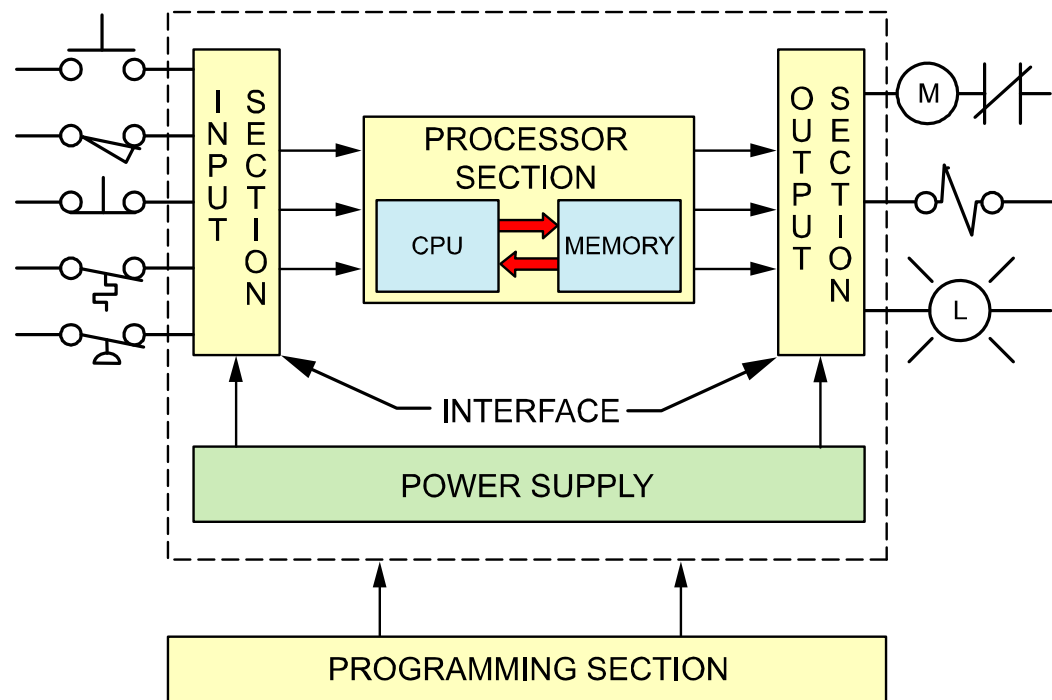 INPUT
SECTION
PROCESSOR
SECTION
CPU
MEMORY
OUTPUT
SECTION
M
L
INTERFACE
POWER SUPPLY
PROGRAMMING SECTION